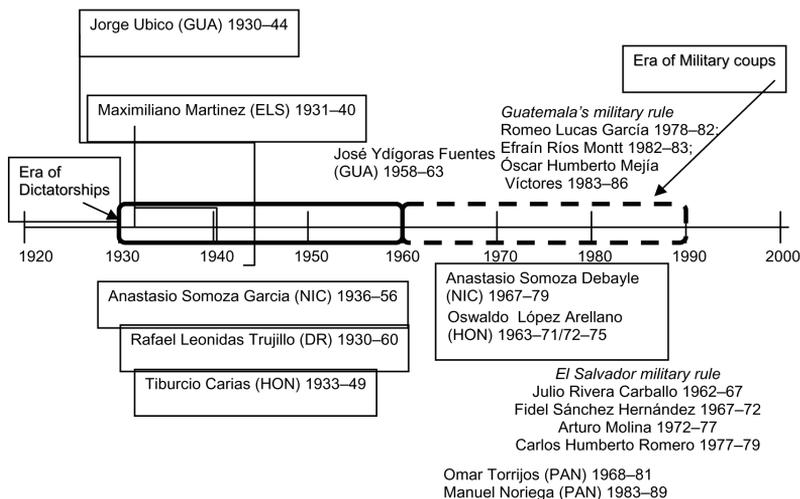 Jorge Ubico (GUA) 1930–44
Era of Military coups
Maximiliano Martinez (ELS) 1931–40
Guatemala's military rule
Romeo Lucas García 1978–82;
Efraín Ríos Montt 1982–83;
Óscar Humberto Mejía
Víctores 1983–86
José Ydígoras Fuentes
(GUA) 1958–63
Era of
Dictatorships
1920 1930 1940 1950 1960 1970 1980 1990 2000
Anastasio Somoza Garcia (NIC) 1936–56
Rafael Leonidas Trujillo (DR) 1930–60
Tiburcio Carias (HON) 1933–49
Anastasio Somoza Debayle
(NIC) 1967–79
Oswaldo López Arellano
(HON) 1963–71/72–75
El Salvador military rule
Julio Rivera Carballo 1962–67
Fidel Sánchez Hernández 1967–72
Arturo Molina 1972–77
Carlos Humberto Romero 1977–79
Omar Torrijos (PAN) 1968–81
Manuel Noriega (PAN) 1983–89